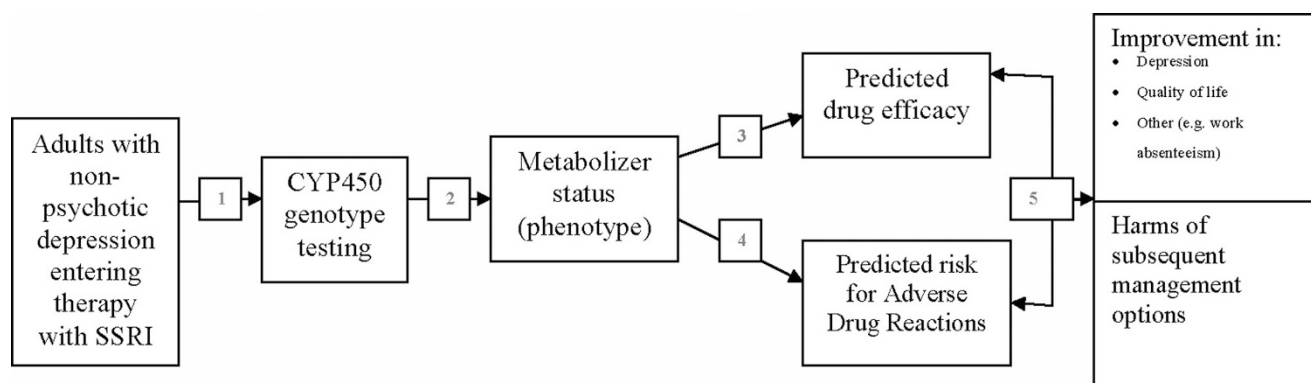 Adults with
non-
psychotic
depression
entering
therapy
with SSRI
1
CYP450
genotype
testing
2
Metabolizer
status
(phenotype)
3
Predicted
drug efficacy
4
Predicted risk
for Adverse
Drug Reactions
5
Improvement in:
• Depression
• Quality of life
• Other (e.g. work
absenteeism)
Harms of
subsequent
management
options